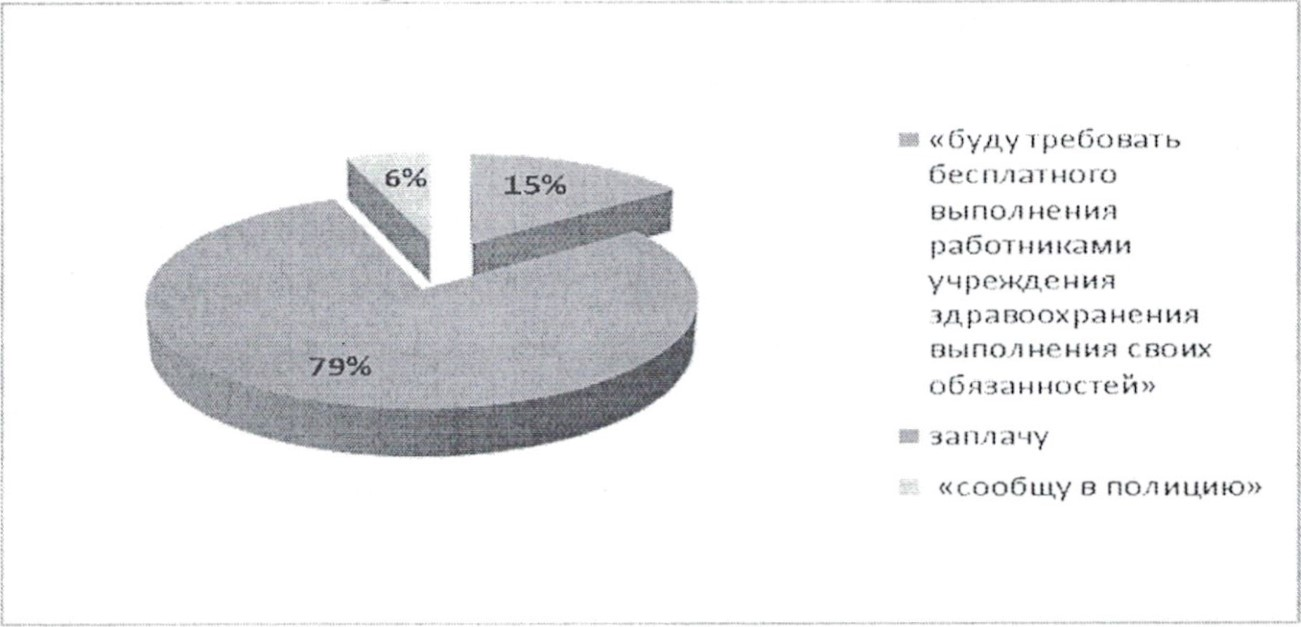 6%
15%
79%
«буду требовать
бесплатного
выполнения
работниками
учреждения
здравоохранения
выполнения своих
обязанностей»
заплачу
«сообщу в полицию»